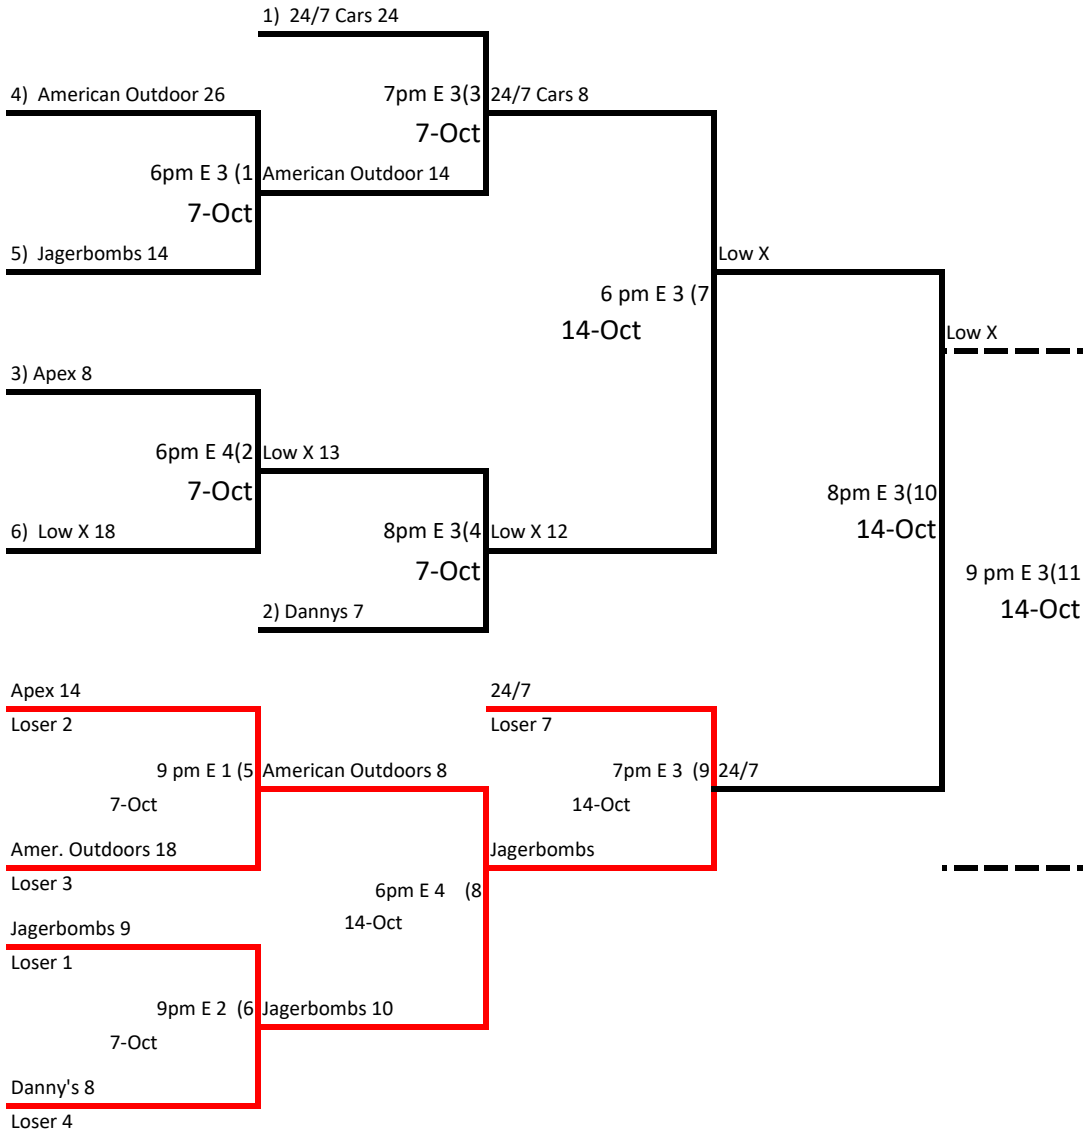 1)  24/7 Cars 24
4)  American Outdoor 26
7pm E 3(3
24/7 Cars 8
7-Oct
6pm E 3 (1
American Outdoor 14
7-Oct
5)  Jagerbombs 14
Low X
6 pm E 3 (7
14-Oct
Low X
3) Apex 8
6pm E 4(2
Low X 13
7-Oct
8pm E 3(10
14-Oct
6)  Low X 18
8pm E 3(4
Low X 12
7-Oct
9 pm E 3(11
14-Oct
2) Dannys 7
Apex 14
Loser 2
24/7
Loser 7
9 pm E 1 (5
American Outdoors 8
7pm E 3  (9
24/7
7-Oct
14-Oct
Amer. Outdoors 18
Loser 3
Jagerbombs
6pm E 4    (8
14-Oct
Jagerbombs 9
Loser 1
9pm E 2  (6
Jagerbombs 10
7-Oct
Danny's 8
Loser 4